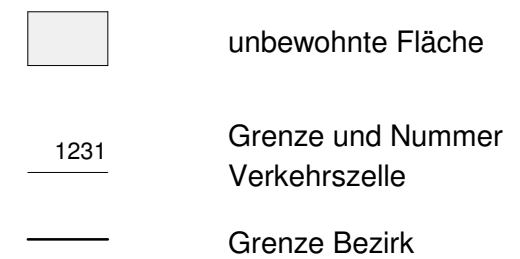 unbewohnte Fläche
1231
Grenze und Nummer
Verkehrszelle
Grenze Bezirk